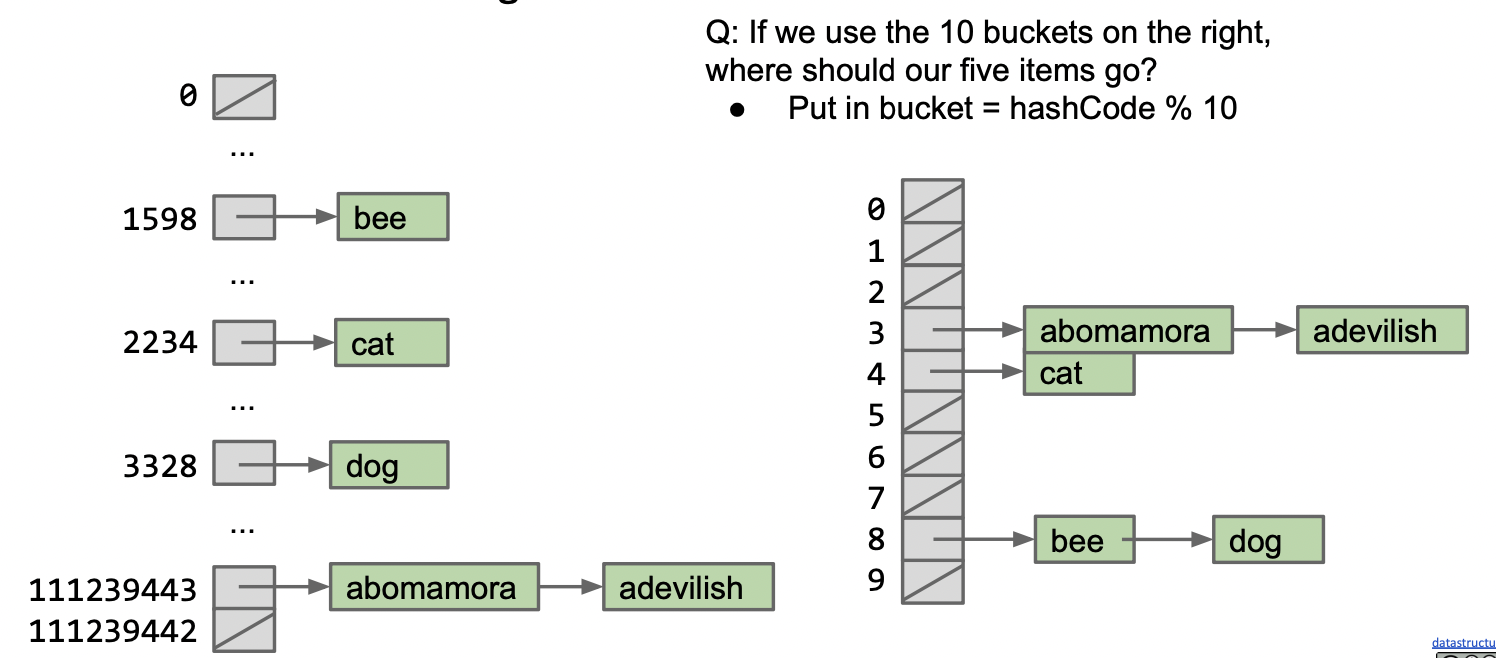 Q: If we use the 10 buckets on the right,
where should our five items go?
● Put in bucket = hashCode % 10
0
...
1598 bee
...
2234 cat
...
3328 dog
...
111239443 abomamora adevilish
111239442
0
1
2
3 abomamora adevilish
4 cat
5
6
7
8 bee dog
9
datastructu